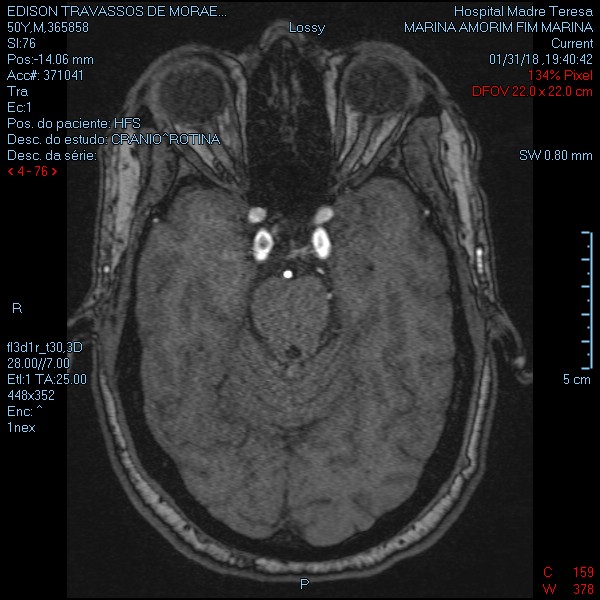 EDISON TRAVASSOS DE MORAE...
50Y,M,365858
Sl:76
Pos:-14.06 mm
Acc#: 371041
Tra
Ec:1
Pos. do paciente: HFS
Desc. do estudo: CRANIO^ROTINA
Desc. da série:
< 4 - 76 >
Lossy
Hospital Madre Teresa
MARINA AMORIM FIM MARINA
Current
01/31/18 ,19:40:42
134% Pixel
DFOV 22.0 x 22.0 cm
SW 0.80 mm
R
fl3d1r_t30,3D
28.00//7.00
Etl:1 TA:25.00
448x352
Enc: ^
1nex
5 cm
P
C 159
W 378